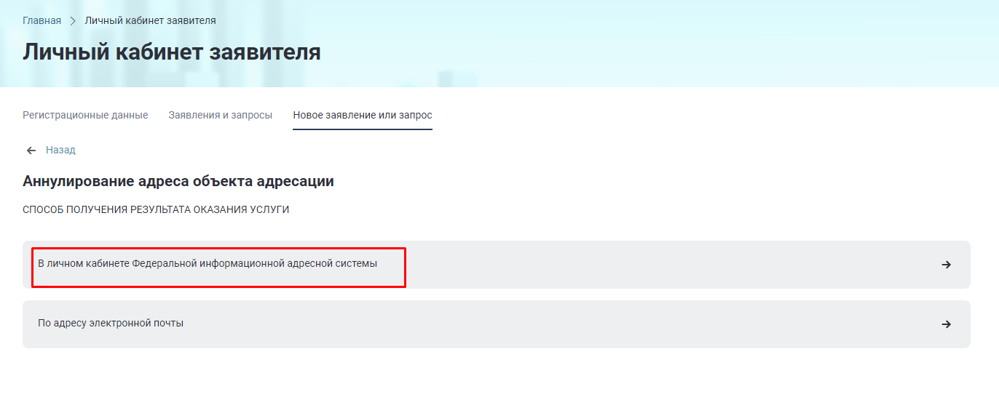 Главная > Личный кабинет заявителя
Личный кабинет заявителя
Регистрационные данные Заявления и запросы Новое заявление или запрос
← Назад
Аннулирование адреса объекта адресации
СПОСОБ ПОЛУЧЕНИЯ РЕЗУЛЬТАТА ОКАЗАНИЯ УСЛУГИ
В личном кабинете Федеральной информационной адресной системы →
По адресу электронной почты →